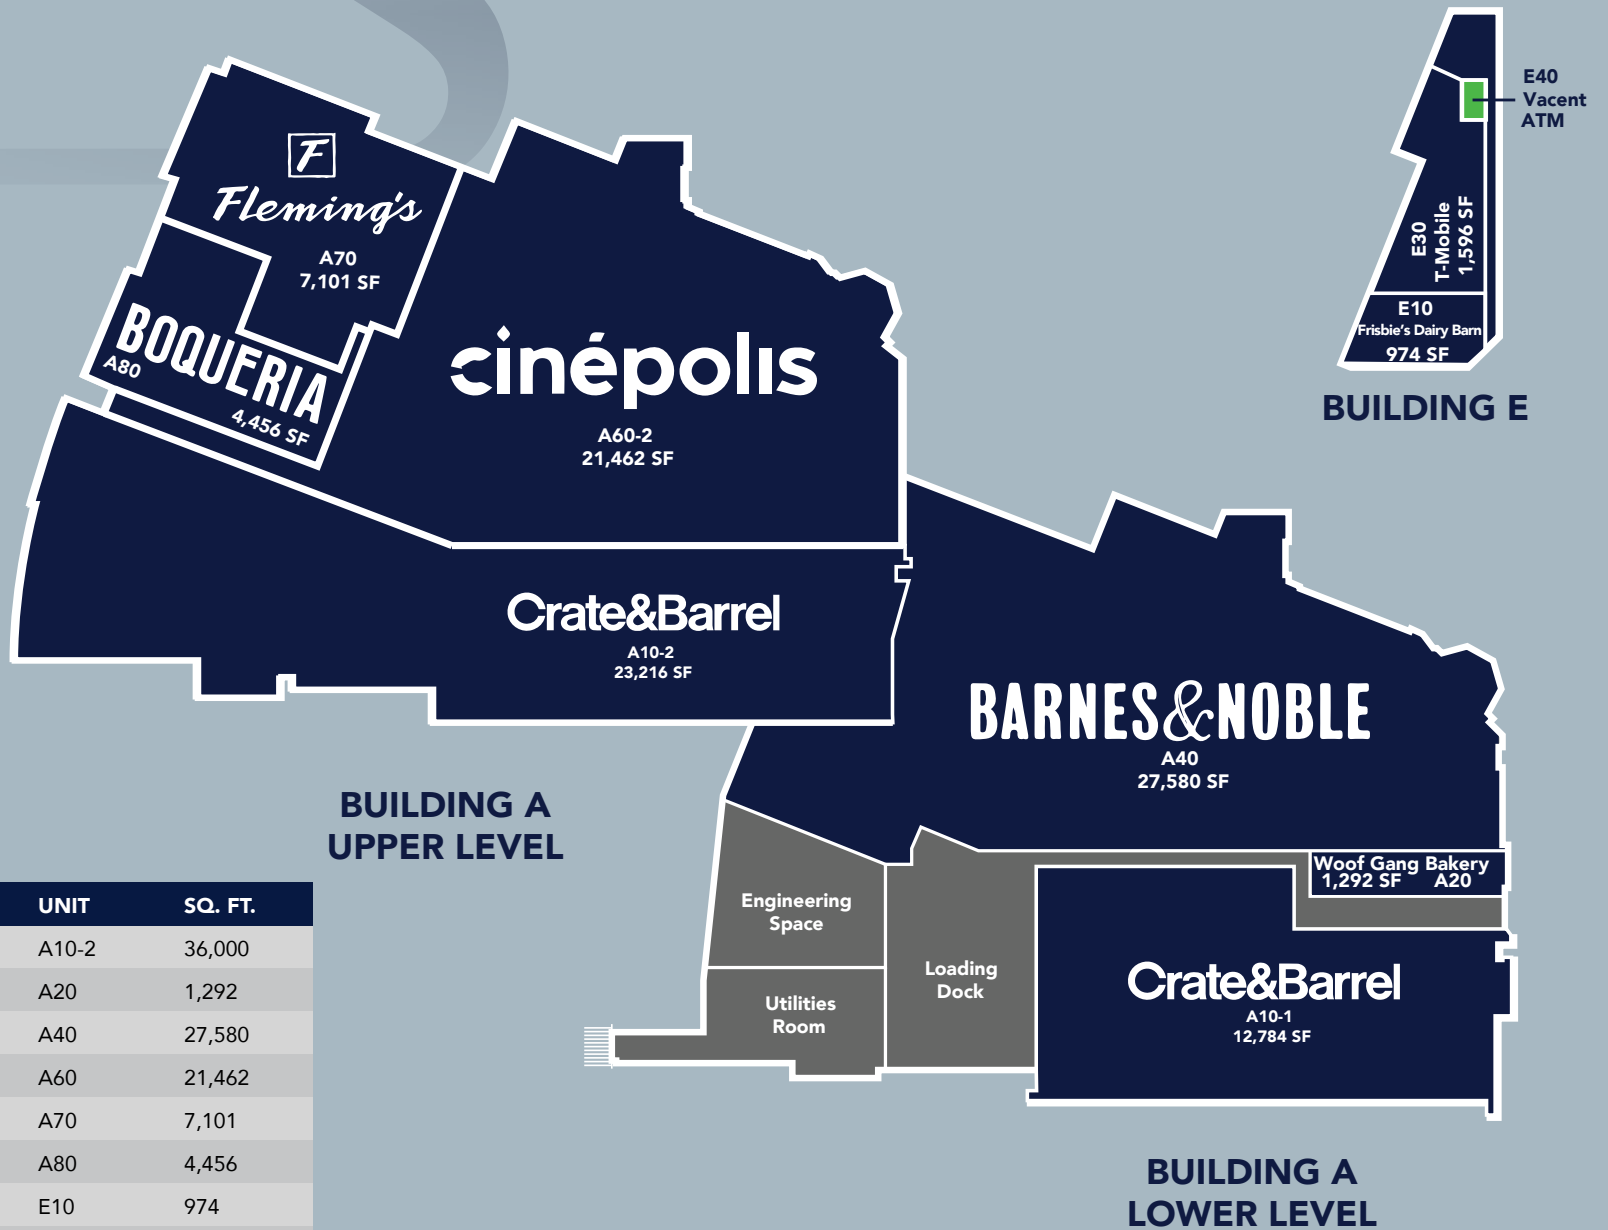 E40
Vacent
ATM
F
Fleming's
A70
7,101 SF
E30
T-Mobile
1,596 SF
E10
Frisbie's Dairy Barn
974 SF
BUILDING E
BOQUERIA
A80
4,456 SF
cinépolis
A60-2
21,462 SF
Crate&Barrel
A10-2
23,216 SF
BARNES&NOBLE
A40
27,580 SF
BUILDING A
UPPER LEVEL
Woof Gang Bakery
1,292 SF A20
Engineering
Space
Loading
Dock
Utilities
Room
Crate&Barrel
A10-1
12,784 SF
BUILDING A
LOWER LEVEL
UNIT SQ. FT.
A10-2 36,000
A20 1,292
A40 27,580
A60 21,462
A70 7,101
A80 4,456
E10 974